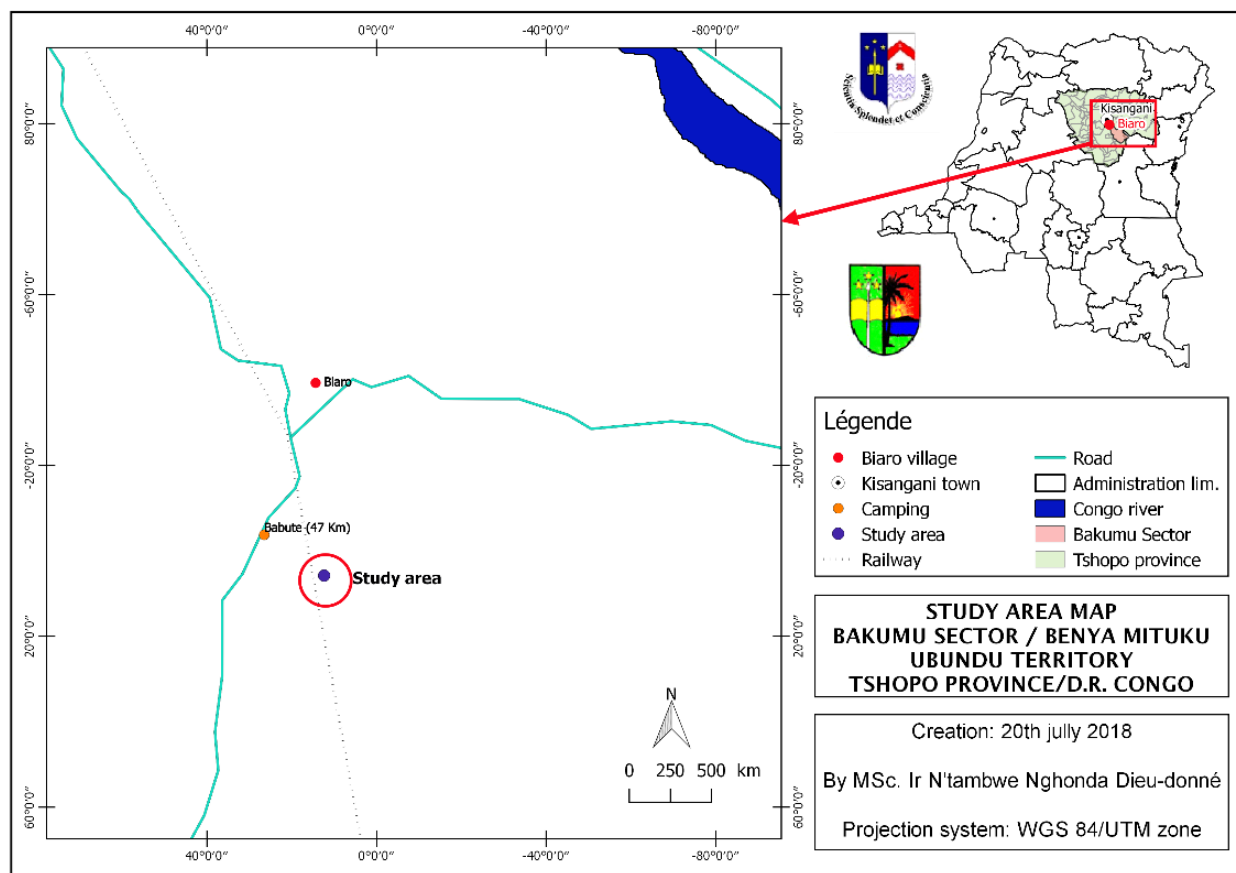 40°0'0"
0°0'0"
-40°0'0"
-80°0'0"
80°0'0"
-60°0'0"
-20°0'0"
20°0'0"
60°0'0"
80°0'0"
-60°0'0"
-20°0'0"
20°0'0"
60°0'0"
40°0'0"
0°0'0"
-40°0'0"
-80°0'0"
Biaro
Babute (47 Km)
Study area
N
0 250 500 km
Scientia Splendet et Conscientia
Kisangani
Biaro
Légende
Biaro village
Kisangani town
Camping
Study area
Railway
Road
Administration lim.
Congo river
Bakumu Sector
Tshopo province
STUDY AREA MAP
BAKUMU SECTOR / BENYA MITUKU
UBUNDU TERRITORY
TSHOPO PROVINCE/D.R. CONGO
Creation: 20th jully 2018
By MSc. Ir N'tambwe Nghonda Dieu-donné
Projection system: WGS 84/UTM zone